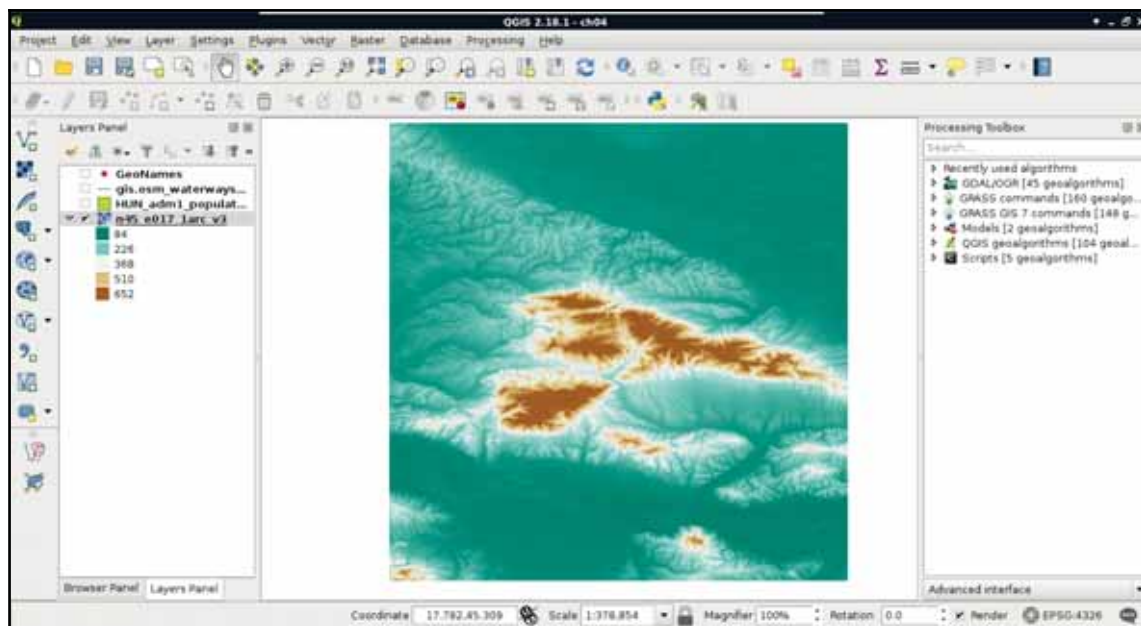 QGIS 2.18.1 - ch04
Project Edit View Layer Settings Plugins Vector Raster Database Processing Help
Layers Panel
GeoNames
gis.osm_waterways...
HUN_adm1_populat...
n45_e017_1arc_v3
84
226
368
510
652
Browser Panel Layers Panel
Processing Toolbox
Search...
Recently used algorithms
GDAL/OGR [45 geoalgorithms]
GRASS commands [160 geoalgo...
GRASS GIS 7 commands [148 g...
Models [2 geoalgorithms]
QGIS geoalgorithms [104 geoal...
Scripts [5 geoalgorithms]
Advanced interface
Coordinate 17.782,45.309 Scale 1:378.854 Magnifier 100% Rotation 0.0 Render EPSG:4326